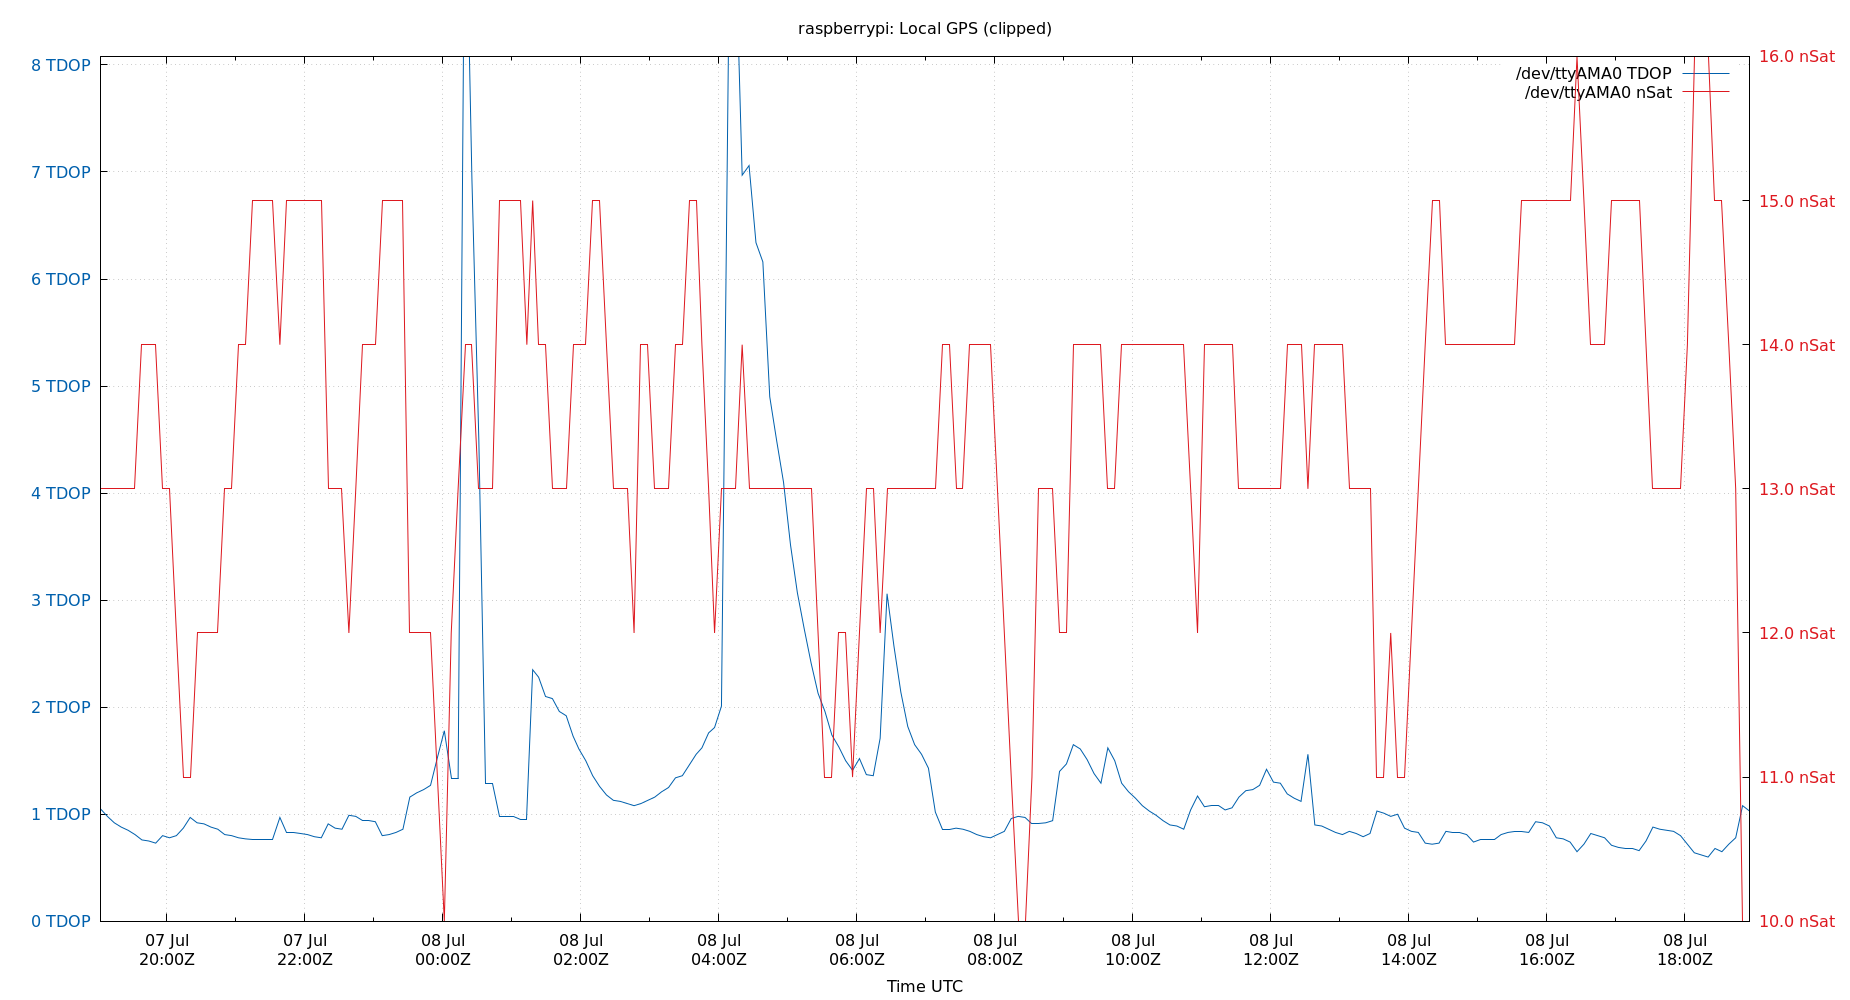 raspberrypi: Local GPS (clipped)
8 TDOP
7 TDOP
6 TDOP
5 TDOP
4 TDOP
3 TDOP
2 TDOP
1 TDOP
0 TDOP
16.0 nSat
15.0 nSat
14.0 nSat
13.0 nSat
12.0 nSat
11.0 nSat
10.0 nSat
/dev/ttyAMA0 TDOP
/dev/ttyAMA0 nSat
07 Jul
20:00Z
07 Jul
22:00Z
08 Jul
00:00Z
08 Jul
02:00Z
08 Jul
04:00Z
08 Jul
06:00Z
08 Jul
08:00Z
08 Jul
10:00Z
08 Jul
12:00Z
08 Jul
14:00Z
08 Jul
16:00Z
08 Jul
18:00Z
Time UTC